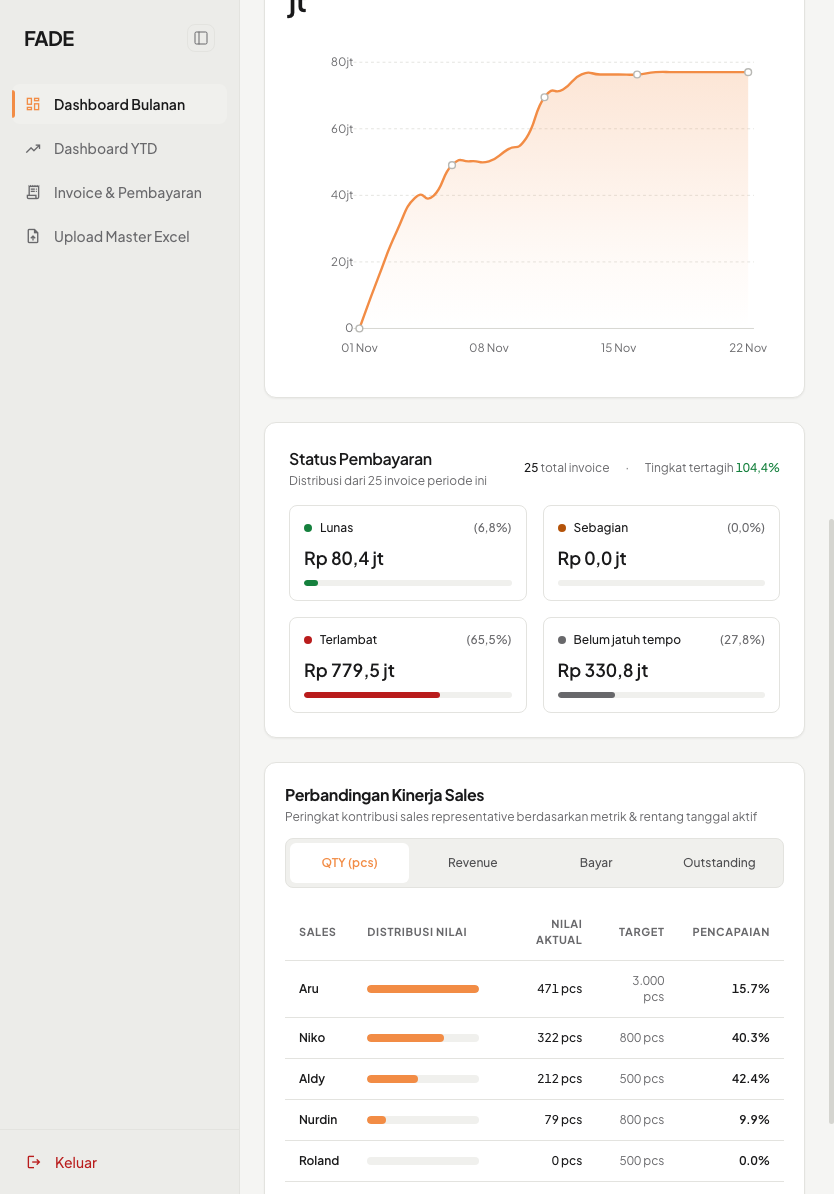 FADE
Dashboard Bulanan
Dashboard YTD
Invoice & Pembayaran
Upload Master Excel
Keluar
jt
80jt
60jt
40jt
20jt
0
01 Nov
08 Nov
15 Nov
22 Nov
Status Pembayaran
Distribusi dari 25 invoice periode ini
25 total invoice · Tingkat tertagih 104,4%
Lunas (6,8%)
Rp 80,4 jt
Sebagian (0,0%)
Rp 0,0 jt
Terlambat (65,5%)
Rp 779,5 jt
Belum jatuh tempo (27,8%)
Rp 330,8 jt
Perbandingan Kinerja Sales
Peringkat kontribusi sales representative berdasarkan metrik & rentang tanggal aktif
QTY (pcs) Revenue Bayar Outstanding
SALES DISTRIBUSI NILAI NILAI AKTUAL TARGET PENCAPAIAN
Aru 471 pcs 3.000 pcs 15.7%
Niko 322 pcs 800 pcs 40.3%
Aldy 212 pcs 500 pcs 42.4%
Nurdin 79 pcs 800 pcs 9.9%
Roland 0 pcs 500 pcs 0.0%